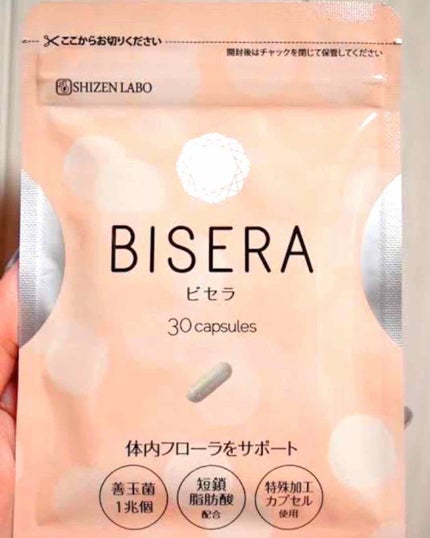 ここからお切りください
開封後はチャックを閉じて保管してください
SHIZEN LABO
BISERA
ビセラ
30 capsules
体内フローラをサポート
善玉菌
1兆個
短鎖
脂肪酸
配合
特殊加工
カプセル
使用